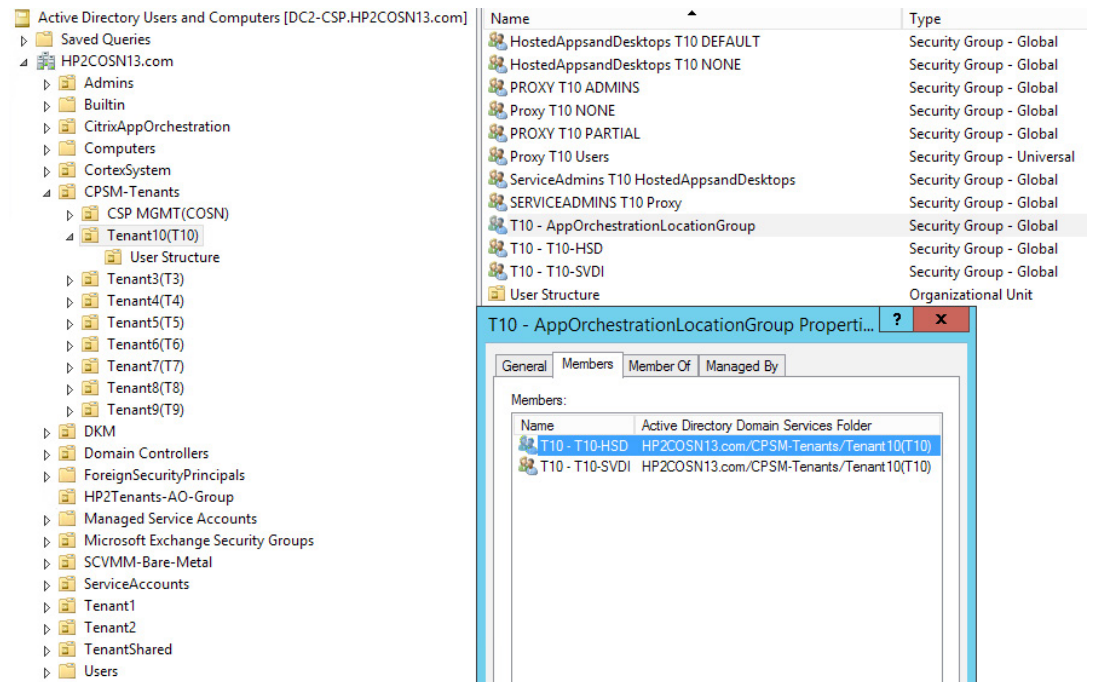 Active Directory Users and Computers [DC2-CSP.HP2COSN13.com]
Saved Queries
HP2COSN13.com
Admins
Builtin
CitrixAppOrchestration
Computers
CortexSystem
CPSM-Tenants
CSP MGMT(COSN)
Tenant10(T10)
User Structure
Tenant3(T3)
Tenant4(T4)
Tenant5(T5)
Tenant6(T6)
Tenant7(T7)
Tenant8(T8)
Tenant9(T9)
DKM
Domain Controllers
ForeignSecurityPrincipals
HP2Tenants-AO-Group
Managed Service Accounts
Microsoft Exchange Security Groups
SCVMM-Bare-Metal
ServiceAccounts
Tenant1
Tenant2
TenantShared
Users
Name Type
HostedAppsandDesktops T10 DEFAULT Security Group - Global
HostedAppsandDesktops T10 NONE Security Group - Global
PROXY T10 ADMINS Security Group - Global
Proxy T10 NONE Security Group - Global
PROXY T10 PARTIAL Security Group - Global
Proxy T10 Users Security Group - Universal
ServiceAdmins T10 HostedAppsandDesktops Security Group - Global
SERVICEADMINS T10 Proxy Security Group - Global
T10 - AppOrchestrationLocationGroup Security Group - Global
T10 - T10-HSD Security Group - Global
T10 - T10-SVDI Security Group - Global
User Structure Organizational Unit
T10 - AppOrchestrationLocationGroup Properti... ? x
General Members Member Of Managed By
Members:
Name Active Directory Domain Services Folder
T10 - T10-HSD HP2COSN13.com/CPSM-Tenants/Tenant10(T10)
T10 - T10-SVDI HP2COSN13.com/CPSM-Tenants/Tenant10(T10)